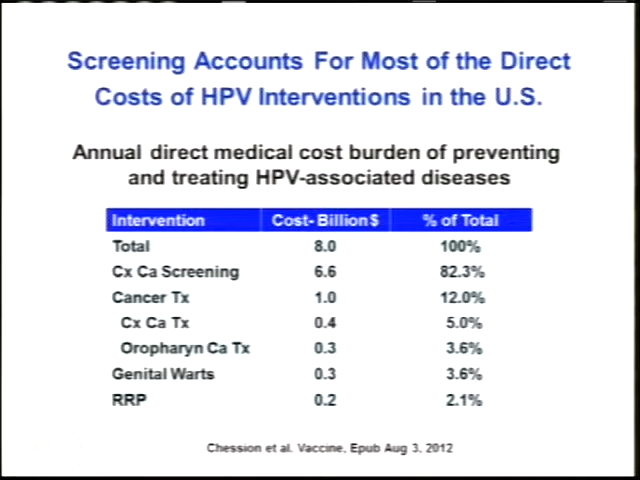 Screening Accounts For Most of the Direct
Costs of HPV Interventions in the U.S.
Annual direct medical cost burden of preventing
and treating HPV-associated diseases
Intervention Cost- Billion$ % of Total
Total 8.0 100%
Cx Ca Screening 6.6 82.3%
Cancer Tx 1.0 12.0%
Cx Ca Tx 0.4 5.0%
Oropharyn Ca Tx 0.3 3.6%
Genital Warts 0.3 3.6%
RRP 0.2 2.1%
Chession et al. Vaccine, Epub Aug 3, 2012